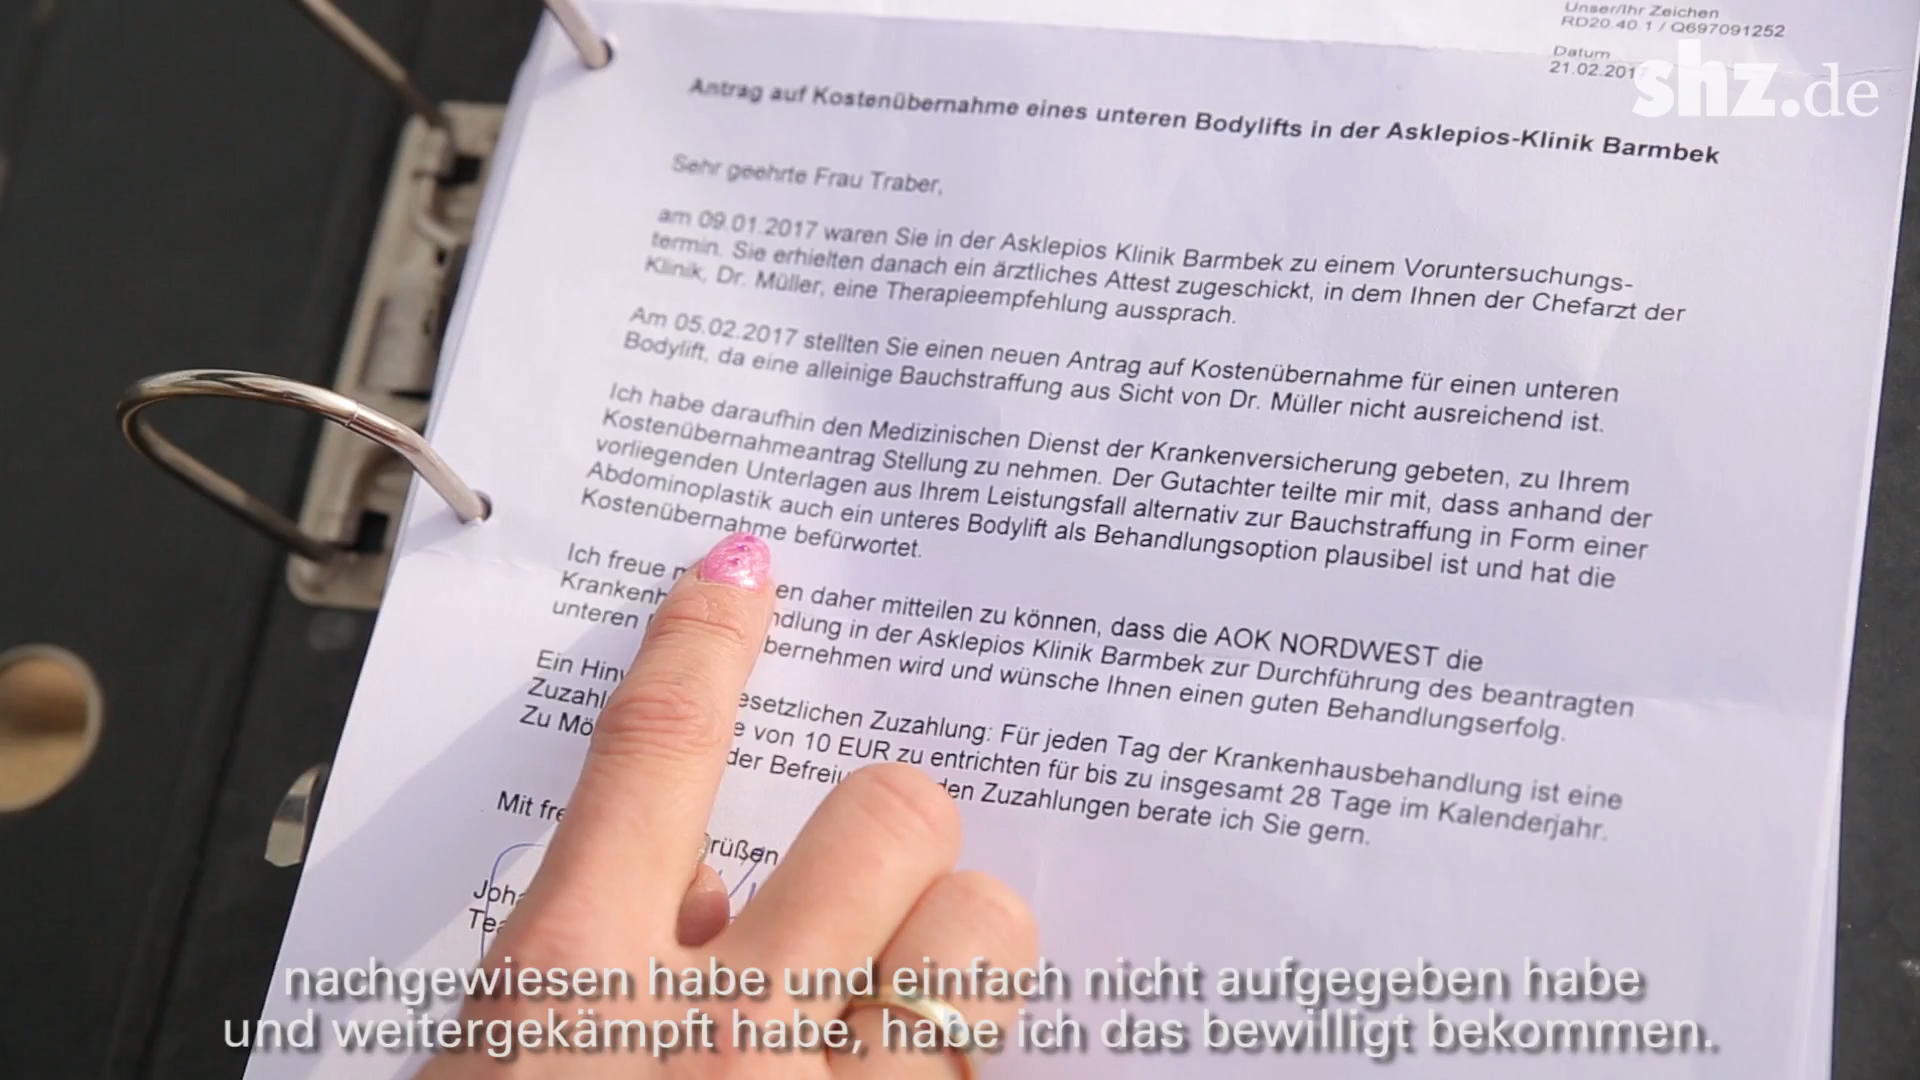 Unser/Ihr Zeichen
RD20.40.1 / Q697091252
Datum
21.02.2017
shz.de
Antrag auf Kostenübernahme eines unteren Bodylifts in der Asklepios-Klinik Barmbek
Sehr geehrte Frau Traber,
am 09.01.2017 waren Sie in der Asklepios Klinik Barmbek zu einem Voruntersuchungs-
termin. Sie erhielten danach ein ärztliches Attest zugeschickt, in dem Ihnen der Chefarzt der
Klinik, Dr. Müller, eine Therapieempfehlung aussprach.
Am 05.02.2017 stellten Sie einen neuen Antrag auf Kostenübernahme für einen unteren
Bodylift, da eine alleinige Bauchstraffung aus Sicht von Dr. Müller nicht ausreichend ist.
Ich habe daraufhin den Medizinischen Dienst der Krankenversicherung gebeten, zu Ihrem
Kostenübernahmeantrag Stellung zu nehmen. Der Gutachter teilte mir mit, dass anhand der
vorliegenden Unterlagen aus Ihrem Leistungsfall alternativ zur Bauchstraffung in Form einer
Abdominoplastik auch ein unteres Bodylift als Behandlungsoption plausibel ist und hat die
Kostenübernahme befürwortet.
Ich freue en daher mitteilen zu können, dass die AOK NORDWEST die
Krankenh ndlung in der Asklepios Klinik Barmbek zur Durchführung des beantragten
unteren bernehmen wird und wünsche Ihnen einen guten Behandlungserfolg.
Ein Hinw esetzlichen Zuzahlung: Für jeden Tag der Krankenhausbehandlung ist eine
Zuzahl e von 10 EUR zu entrichten für bis zu insgesamt 28 Tage im Kalenderjahr.
Zu Mö der Befreiu den Zuzahlungen berate ich Sie gern.
Mit fre rüßen
Joha
Tea
nachgewiesen habe und einfach nicht aufgegeben habe
und weitergekämpft habe, habe ich das bewilligt bekommen.